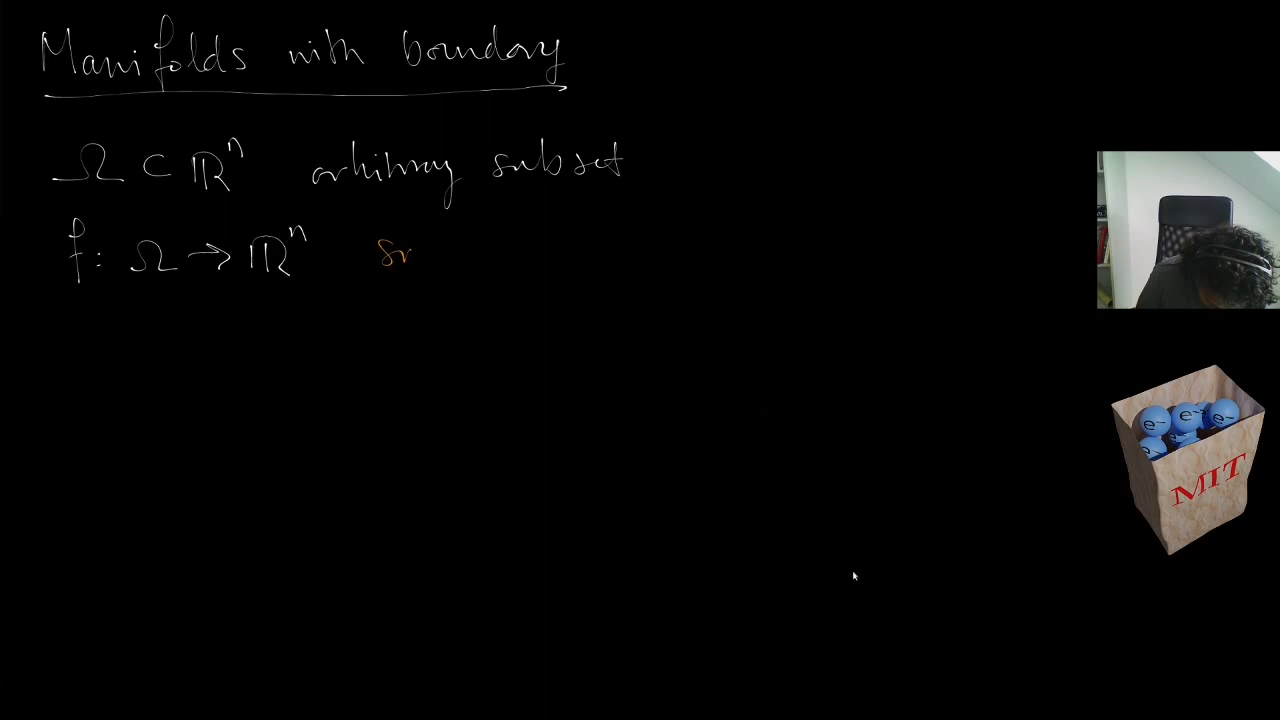 Manifolds with boundary
Ω ⊂ ℝⁿ arbitrary subset
f: Ω → ℝⁿ
e⁻ e⁻ e⁻
e⁻ e⁻
MIT